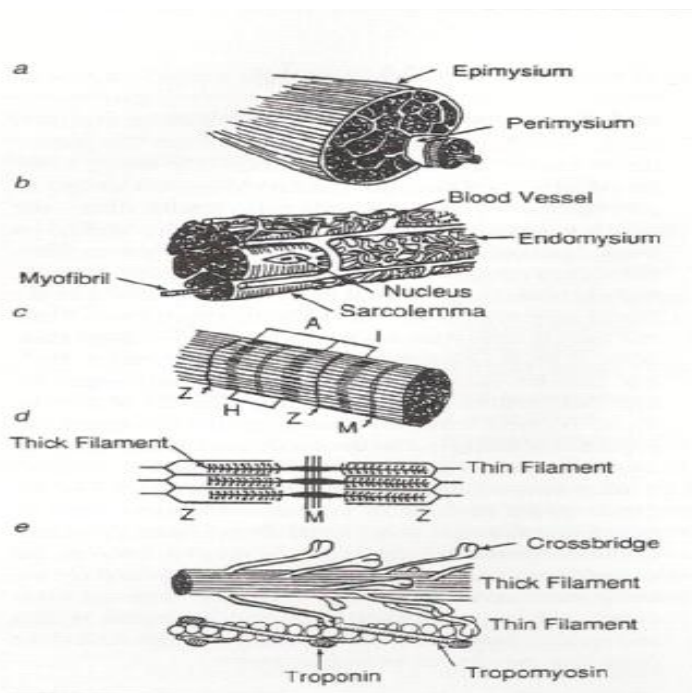 a
Epimysium
Perimysium
b
Blood Vessel
Endomysium
Myofibril
Nucleus
Sarcolemma
c
A
I
Z
H
Z
M
d
Thick Filament
Thin Filament
Z
M
Z
e
Crossbridge
Thick Filament
Thin Filament
Troponin
Tropomyosin